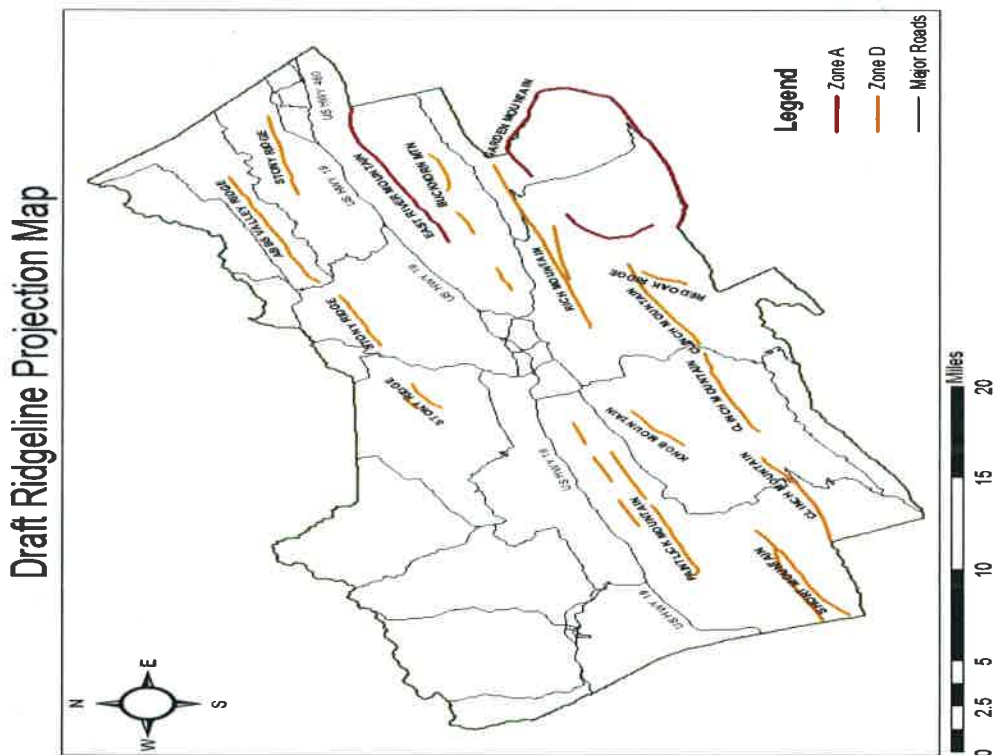 Draft Ridgeline Projection Map
N
W
E
S
ABBS VALLEY RIDGE
STONY RIDGE
US HWY 460
US HWY 19
EAST RIVER MOUNTAIN
BUCKHORN MTN
GARDEN MOUNTAIN
STONY RIDGE
US HWY 19
STONY RIDGE
RICH MOUNTAIN
RED OAK RIDGE
CLINCH MOUNTAIN
US HWY 19
KNOB MOUNTAIN
CLINCH MOUNTAIN
PAINT LICK MOUNTAIN
CLINCH MOUNTAIN
US HWY 19
SHORT MOUNTAIN
Legend
Zone A
Zone D
Major Roads
Miles
0 2.5 5 10 15 20